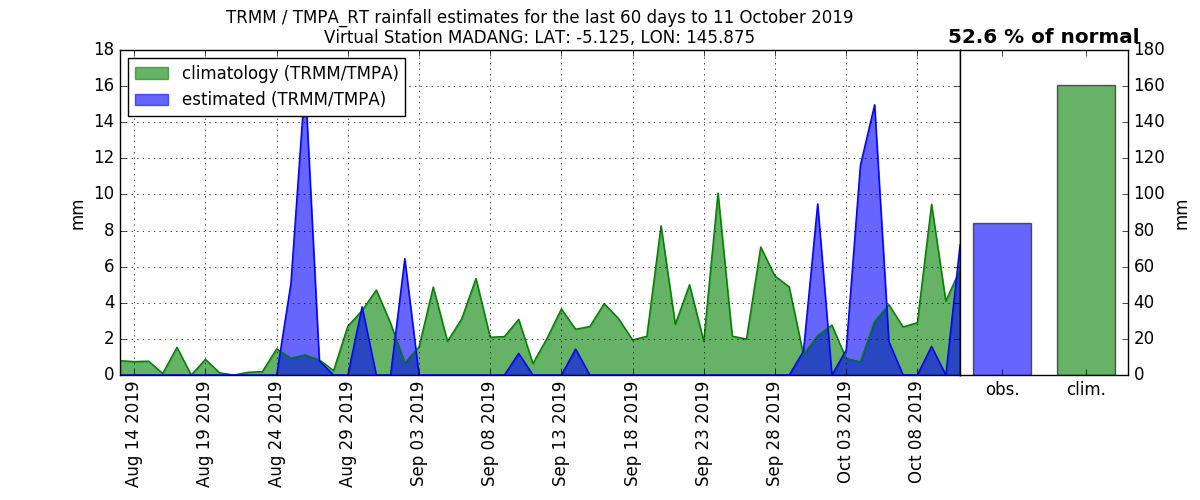 TRMM / TMPA_RT rainfall estimates for the last 60 days to 11 October 2019
Virtual Station MADANG: LAT: -5.125, LON: 145.875
52.6 % of normal
climatology (TRMM/TMPA)
estimated (TRMM/TMPA)
mm
18
16
14
12
10
8
6
4
2
0
Aug 14 2019
Aug 19 2019
Aug 24 2019
Aug 29 2019
Sep 03 2019
Sep 08 2019
Sep 13 2019
Sep 18 2019
Sep 23 2019
Sep 28 2019
Oct 03 2019
Oct 08 2019
obs.
clim.
180
160
140
120
100
80
60
40
20
0
mm